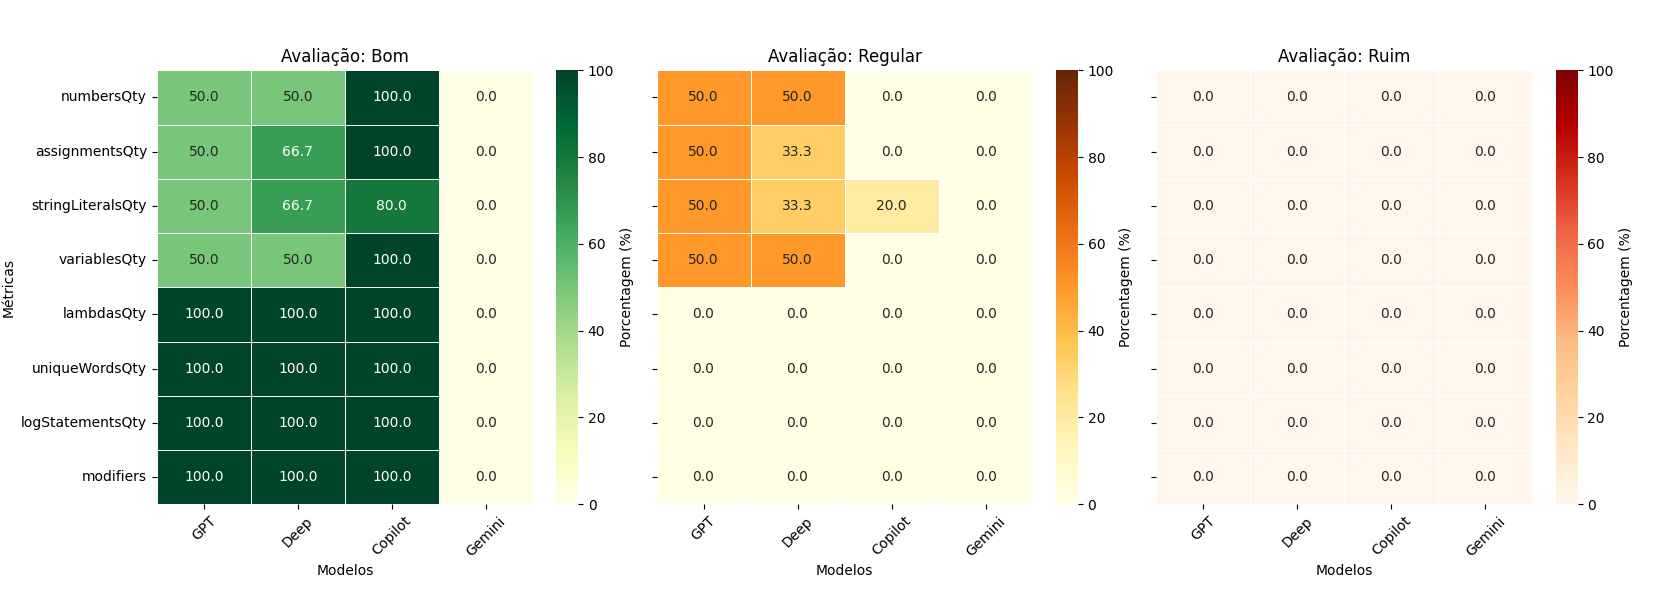 Avaliação: Bom
Avaliação: Regular
Avaliação: Ruim
Métricas
numbersQty 50.0 50.0 100.0 0.0 50.0 50.0 0.0 0.0 0.0 0.0 0.0 0.0
assignmentsQty 50.0 66.7 100.0 0.0 50.0 33.3 0.0 0.0 0.0 0.0 0.0 0.0
stringLiteralsQty 50.0 66.7 80.0 0.0 50.0 33.3 20.0 0.0 0.0 0.0 0.0 0.0
variablesQty 50.0 50.0 100.0 0.0 50.0 50.0 0.0 0.0 0.0 0.0 0.0 0.0
lambdasQty 100.0 100.0 100.0 0.0 0.0 0.0 0.0 0.0 0.0 0.0 0.0 0.0
uniqueWordsQty 100.0 100.0 100.0 0.0 0.0 0.0 0.0 0.0 0.0 0.0 0.0 0.0
logStatementsQty 100.0 100.0 100.0 0.0 0.0 0.0 0.0 0.0 0.0 0.0 0.0 0.0
modifiers 100.0 100.0 100.0 0.0 0.0 0.0 0.0 0.0 0.0 0.0 0.0 0.0
100 100 100
80 80 80
60 60 60
40 40 40
20 20 20
0 0 0
Porcentagem (%)
Porcentagem (%)
Porcentagem (%)
GPT Deep Copilot Gemini GPT Deep Copilot Gemini GPT Deep Copilot Gemini
Modelos
Modelos
Modelos